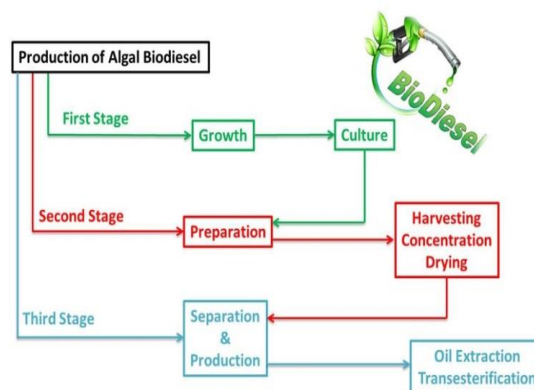 Production of Algal Biodiesel
BioDiesel
First Stage
Growth
Culture
Second Stage
Preparation
Harvesting
Concentration
Drying
Third Stage
Separation
&
Production
Oil Extraction
Transesterification